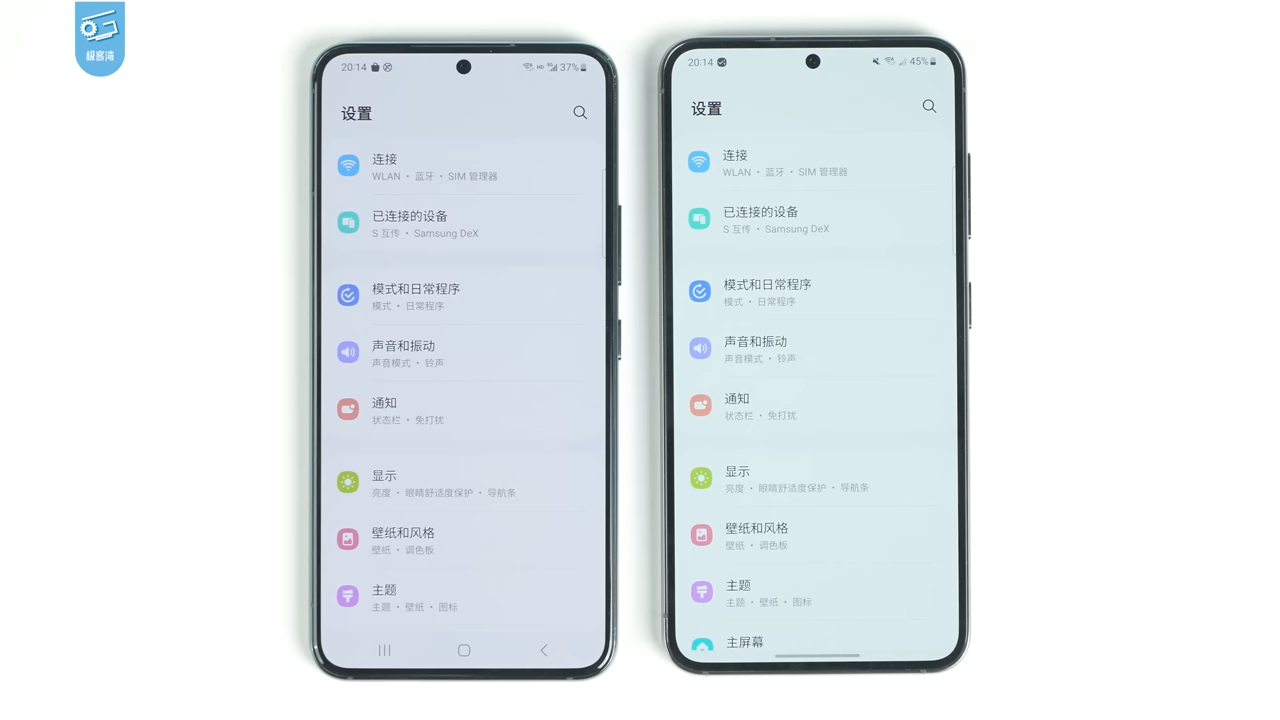 极客湾
20:14
HD
3G
37%
设置
连接
WLAN • 蓝牙 • SIM 管理器
已连接的设备
S 互传 • Samsung DeX
模式和日常程序
模式 • 日常程序
声音和振动
声音模式 • 铃声
通知
状态栏 • 免打扰
显示
亮度 • 眼睛舒适度保护 • 导航条
壁纸和风格
壁纸 • 调色板
主题
主题 • 壁纸 • 图标
20:14
45%
设置
连接
WLAN • 蓝牙 • SIM 管理器
已连接的设备
S 互传 • Samsung DeX
模式和日常程序
模式 • 日常程序
声音和振动
声音模式 • 铃声
通知
状态栏 • 免打扰
显示
亮度 • 眼睛舒适度保护 • 导航条
壁纸和风格
壁纸 • 调色板
主题
主题 • 壁纸 • 图标
主屏幕